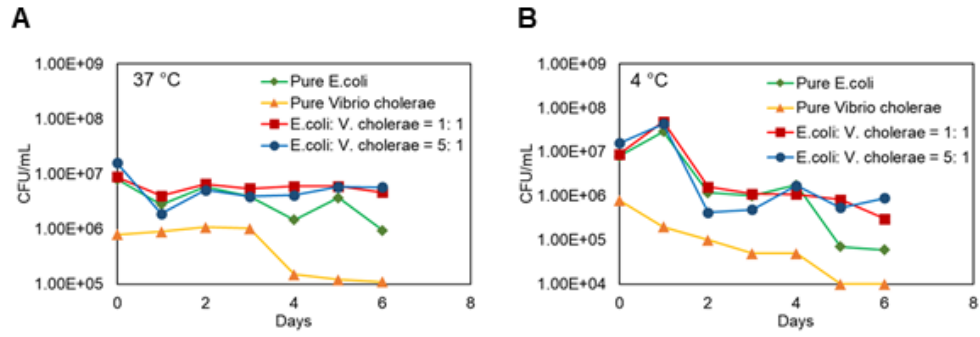 A
37 °C
Pure E.coli
Pure Vibrio cholerae
E.coli: V. cholerae = 1: 1
E.coli: V. cholerae = 5: 1
CFU/mL
1.00E+09
1.00E+08
1.00E+07
1.00E+06
1.00E+05
0 2 4 6 8
Days
B
4 °C
Pure E.coli
Pure Vibrio cholerae
E.coli: V. cholerae = 1: 1
E.coli: V. cholerae = 5: 1
CFU/mL
1.00E+09
1.00E+08
1.00E+07
1.00E+06
1.00E+05
1.00E+04
0 2 4 6 8
Days